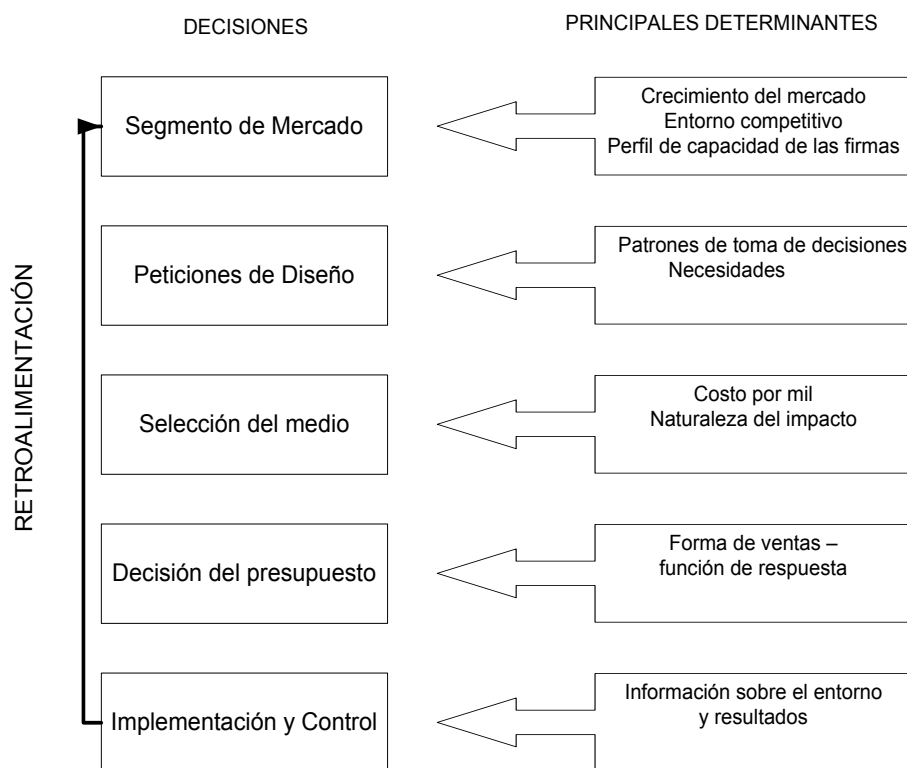 DECISIONES
PRINCIPALES DETERMINANTES
Segmento de Mercado
Crecimiento del mercado
Entorno competitivo
Perfil de capacidad de las firmas
Peticiones de Diseño
Patrones de toma de decisiones
Necesidades
Selección del medio
Costo por mil
Naturaleza del impacto
Decisión del presupuesto
Forma de ventas –
función de respuesta
Implementación y Control
Información sobre el entorno
y resultados
RETROALIMENTACIÓN